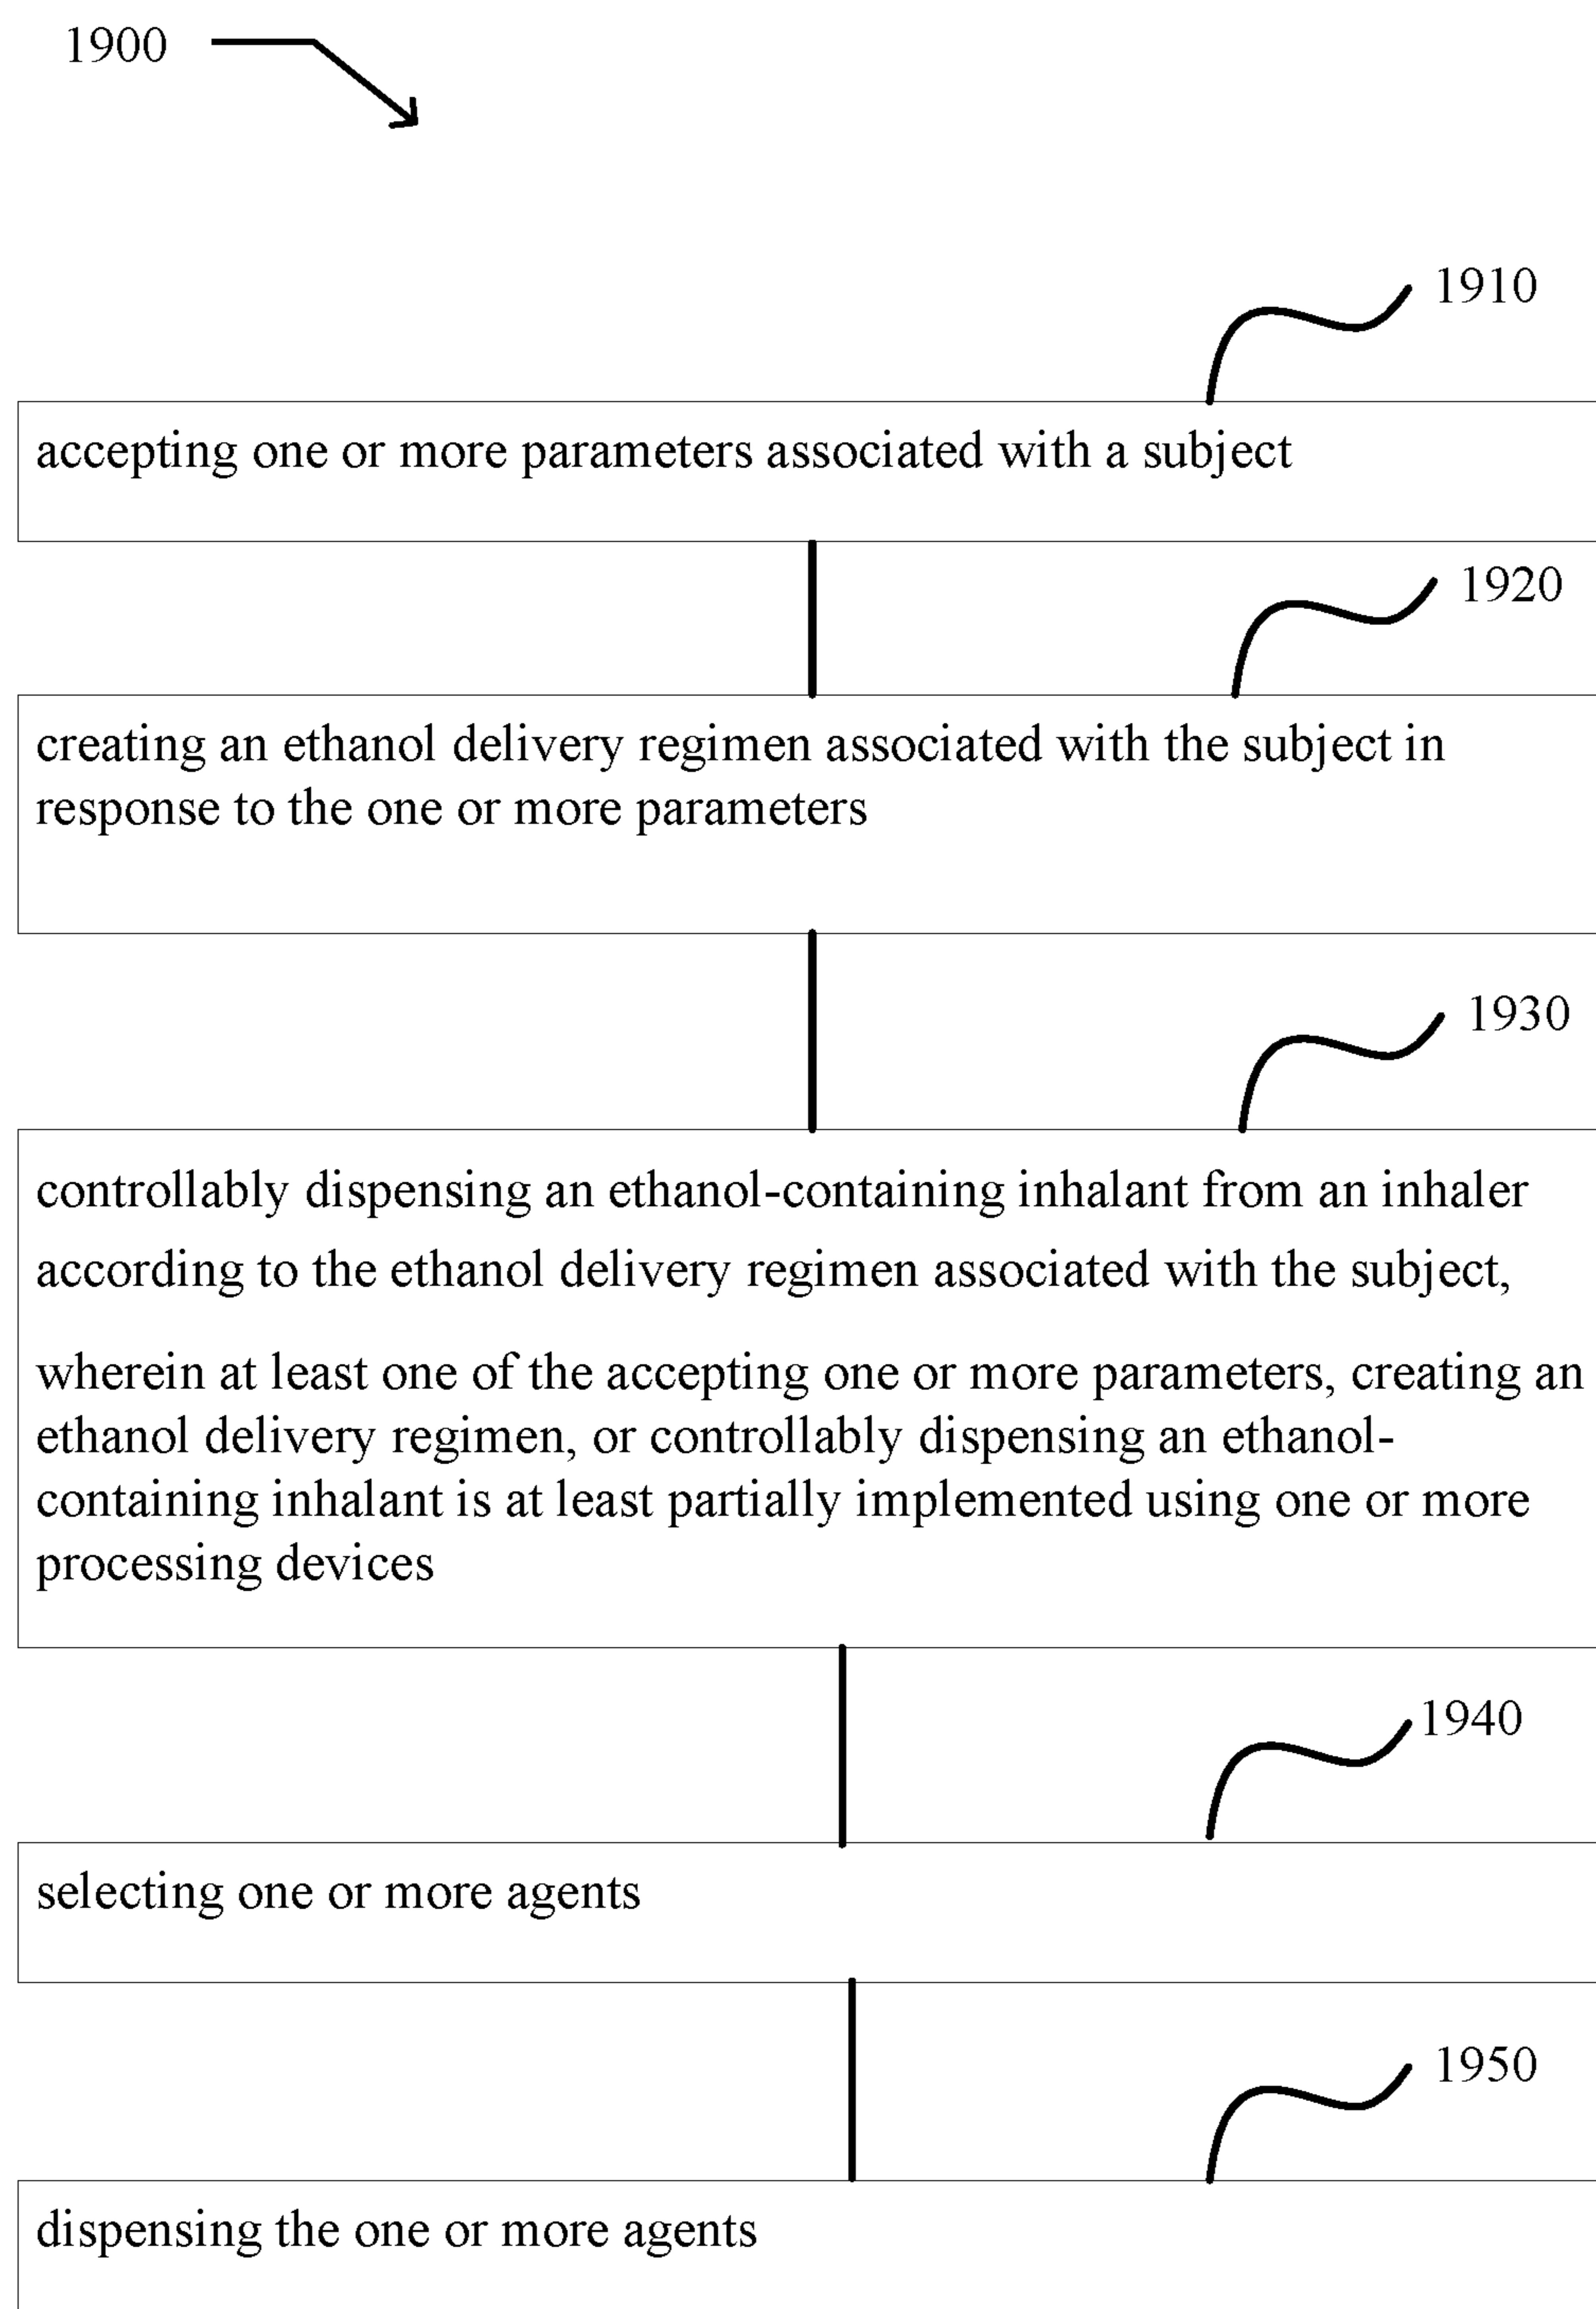 1900
1910
accepting one or more parameters associated with a subject
1920
creating an ethanol delivery regimen associated with the subject in
response to the one or more parameters
1930
controllably dispensing an ethanol-containing inhalant from an inhaler
according to the ethanol delivery regimen associated with the subject,
wherein at least one of the accepting one or more parameters, creating an
ethanol delivery regimen, or controllably dispensing an ethanol-
containing inhalant is at least partially implemented using one or more
processing devices
1940
selecting one or more agents
1950
dispensing the one or more agents